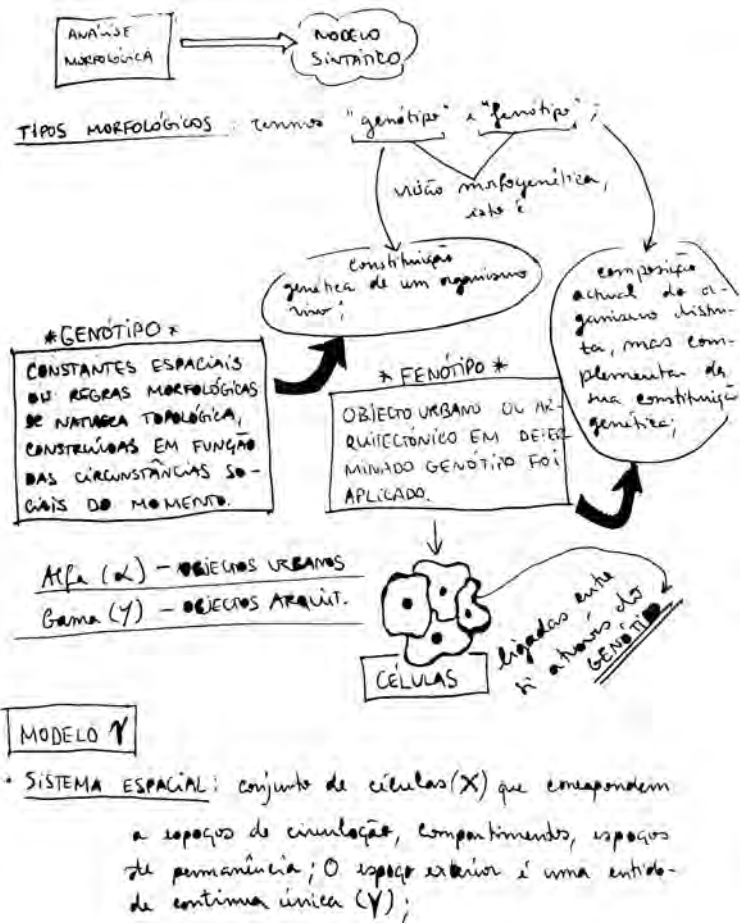 ANÁLISE
MORFOLÓGICA
MODELO
SINTÁTICO
TIPOS MORFOLÓGICOS: termos "genótipo" e "fenótipo";
visão morfogenética,
isto é
constituição
genética de um organismo
vivo;
composição
actual do or-
ganismo distin-
ta, mas com-
plementar da
sua constituição
genética;
*GENÓTIPO*
CONSTANTES ESPACIAIS
OU REGRAS MORFOLÓGICAS
DE NATUREZA TOPOLÓGICA,
CONSTRUÍDAS EM FUNÇÃO
DAS CIRCUNSTÂNCIAS SO-
CIAIS DO MOMENTO.
* FENÓTIPO *
OBJECTO URBANO OU AR-
QUITECTÓNICO EM DETER
MINADO GENÓTIPO FOI
APLICADO.
Alfa (α) - OBJECTOS URBANOS
Gama (γ) - OBJECTOS ARQUIT.
CÉLULAS
ligadas entre
si através do
GENÓTIPO
MODELO γ
· SISTEMA ESPACIAL: conjunto de células (X) que correspondem
a espaços de circulação, compartimentos, espaços
de permanência; O espaço exterior é uma entida-
de contínua única (Y);